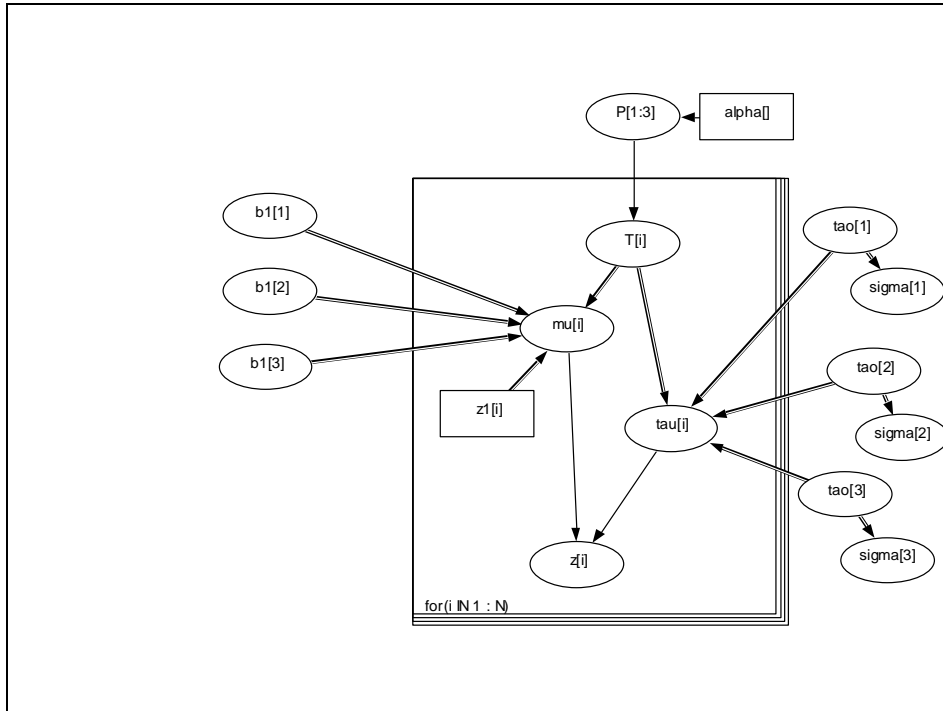 P[1:3]
alpha[]
b1[1]
T[i]
tao[1]
b1[2]
sigma[1]
mu[i]
b1[3]
tao[2]
z1[i]
tau[i]
sigma[2]
tao[3]
z[i]
sigma[3]
for(i IN 1 : N)